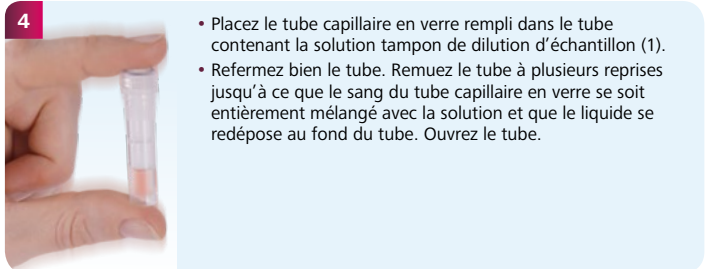 4
• Placez le tube capillaire en verre rempli dans le tube
contenant la solution tampon de dilution d’échantillon (1).
• Refermez bien le tube. Remuez le tube à plusieurs reprises
jusqu’à ce que le sang du tube capillaire en verre se soit
entièrement mélangé avec la solution et que le liquide se
redépose au fond du tube. Ouvrez le tube.